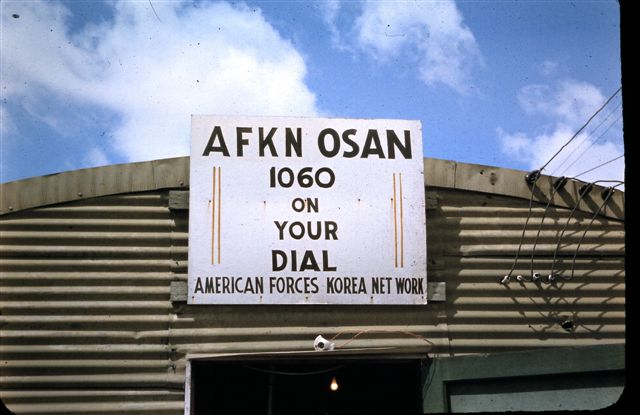 AFKN OSAN
1060
ON
YOUR
DIAL
AMERICAN FORCES KOREA NET WORK